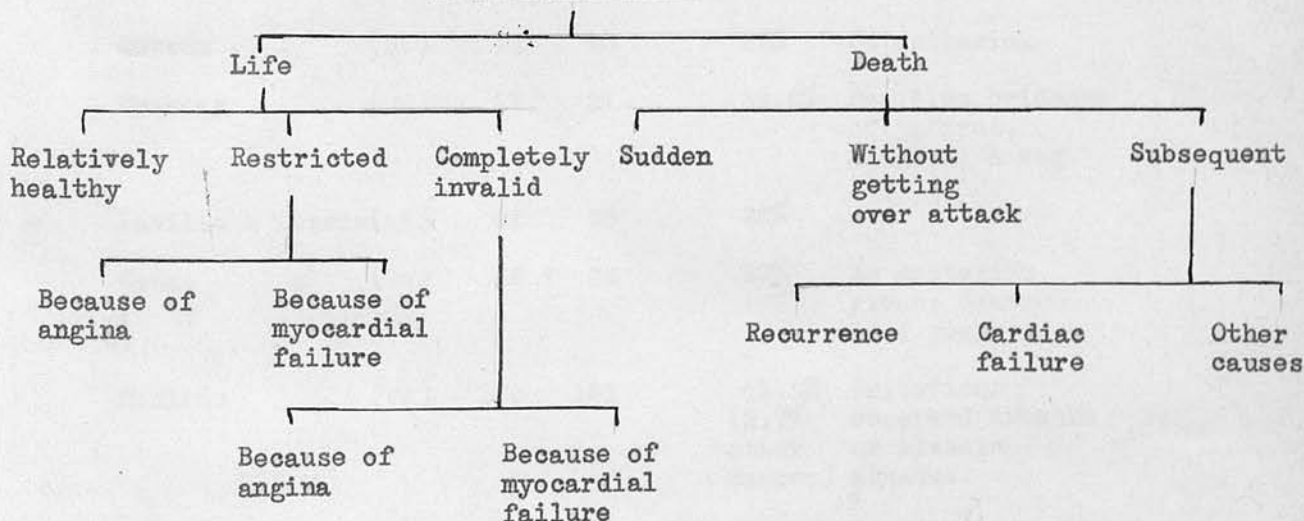 Life Death
Relatively Restricted Completely Sudden Without Subsequent
healthy invalid getting
over attack
Because of Because of
angina myocardial
failure
Recurrence Cardiac Other
failure causes
Because of Because of
angina myocardial
failure